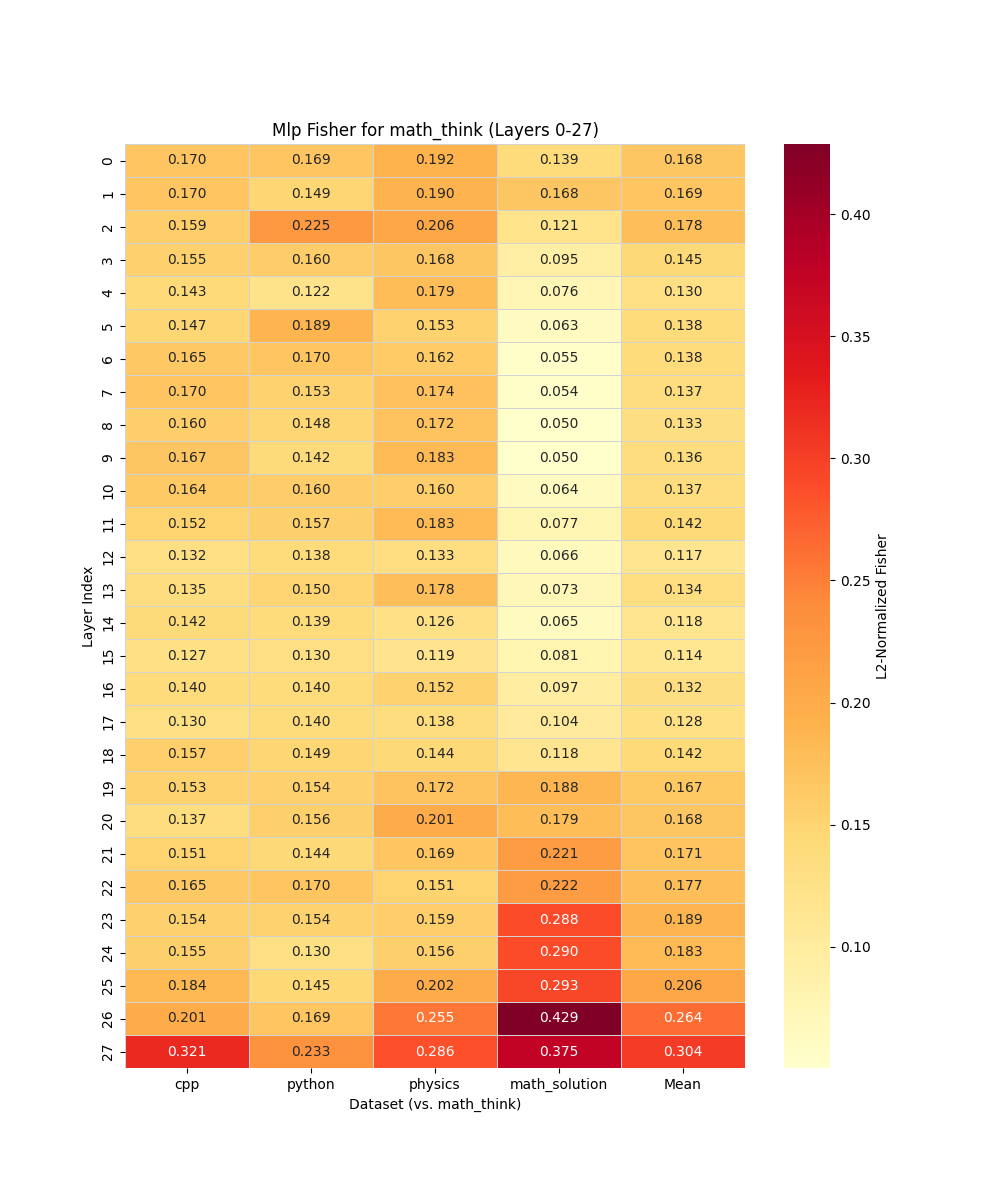 Mlp Fisher for math_think (Layers 0-27)
0 0.170 0.169 0.192 0.139 0.168
1 0.170 0.149 0.190 0.168 0.169
2 0.159 0.225 0.206 0.121 0.178
3 0.155 0.160 0.168 0.095 0.145
4 0.143 0.122 0.179 0.076 0.130
5 0.147 0.189 0.153 0.063 0.138
6 0.165 0.170 0.162 0.055 0.138
7 0.170 0.153 0.174 0.054 0.137
8 0.160 0.148 0.172 0.050 0.133
9 0.167 0.142 0.183 0.050 0.136
10 0.164 0.160 0.160 0.064 0.137
11 0.152 0.157 0.183 0.077 0.142
12 0.132 0.138 0.133 0.066 0.117
13 0.135 0.150 0.178 0.073 0.134
14 0.142 0.139 0.126 0.065 0.118
15 0.127 0.130 0.119 0.081 0.114
16 0.140 0.140 0.152 0.097 0.132
17 0.130 0.140 0.138 0.104 0.128
18 0.157 0.149 0.144 0.118 0.142
19 0.153 0.154 0.172 0.188 0.167
20 0.137 0.156 0.201 0.179 0.168
21 0.151 0.144 0.169 0.221 0.171
22 0.165 0.170 0.151 0.222 0.177
23 0.154 0.154 0.159 0.288 0.189
24 0.155 0.130 0.156 0.290 0.183
25 0.184 0.145 0.202 0.293 0.206
26 0.201 0.169 0.255 0.429 0.264
27 0.321 0.233 0.286 0.375 0.304
cpp python physics math_solution Mean
Dataset (vs. math_think)
Layer Index
0.40
0.35
0.30
0.25
0.20
0.15
0.10
L2-Normalized Fisher